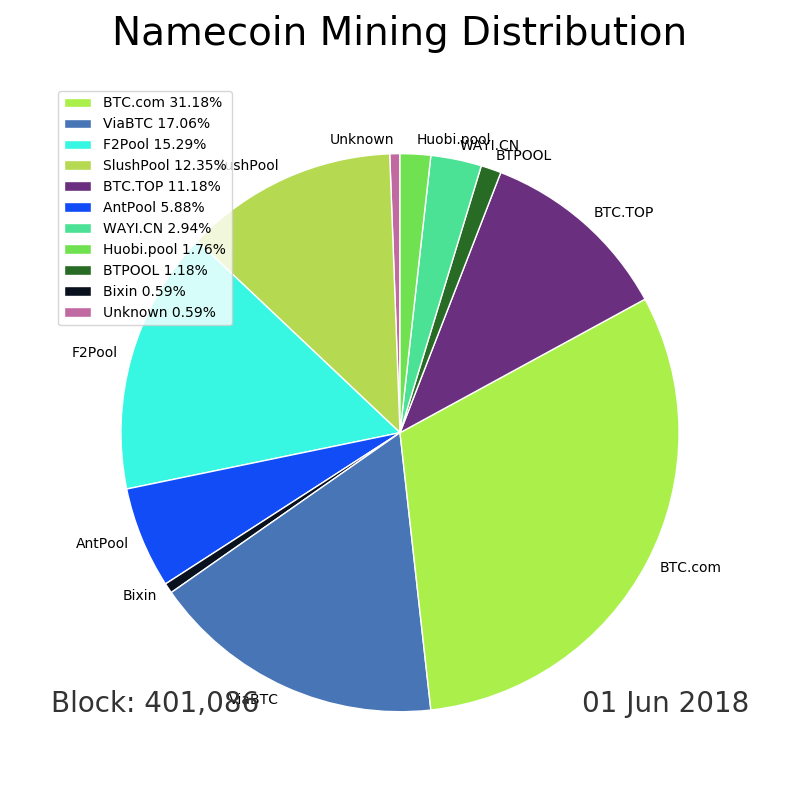 Namecoin Mining Distribution
BTC.com 31.18%
ViaBTC 17.06%
F2Pool 15.29%
SlushPool 12.35%
BTC.TOP 11.18%
AntPool 5.88%
WAYI.CN 2.94%
Huobi.pool 1.76%
BTPOOL 1.18%
Bixin 0.59%
Unknown 0.59%
Unknown
Huobi.pool
WAYI.CN
BTPOOL
SlushPool
BTC.TOP
F2Pool
AntPool
BTC.com
Bixin
ViaBTC
Block: 401,086
01 Jun 2018